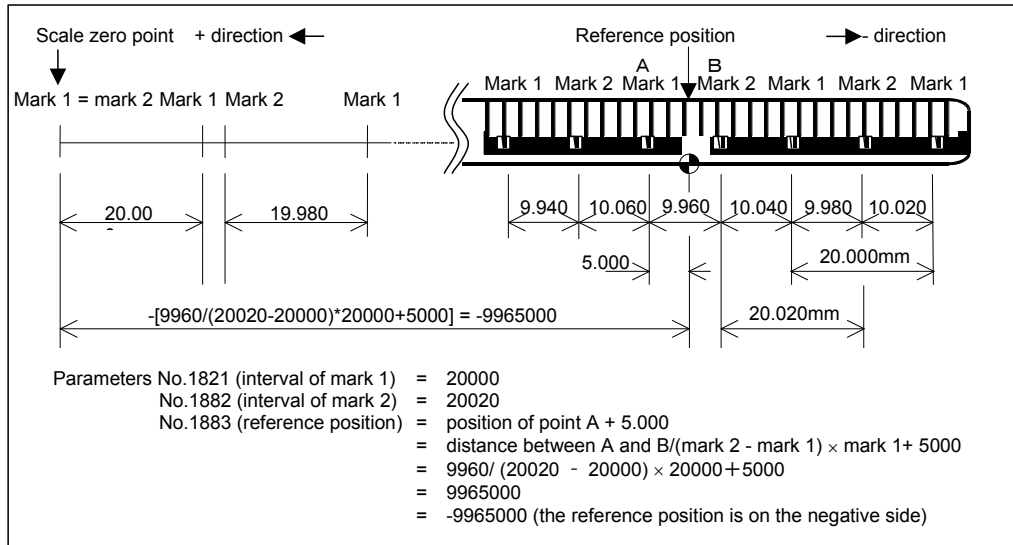 Scale zero point + direction Reference position - direction
A B
Mark 1 = mark 2 Mark 1 Mark 2 Mark 1 Mark 1 Mark 2 Mark 1 Mark 2 Mark 1 Mark 2 Mark 1
20.00 19.980 9.940 10.060 9.960 10.040 9.980 10.020
5.000 20.000mm
-[9960/(20020-20000)*20000+5000] = -9965000 20.020mm
Parameters No.1821 (interval of mark 1) = 20000
No.1882 (interval of mark 2) = 20020
No.1883 (reference position) = position of point A + 5.000
= distance between A and B/(mark 2 - mark 1) × mark 1+ 5000
= 9960/ (20020 - 20000) × 20000+5000
= 9965000
= -9965000 (the reference position is on the negative side)